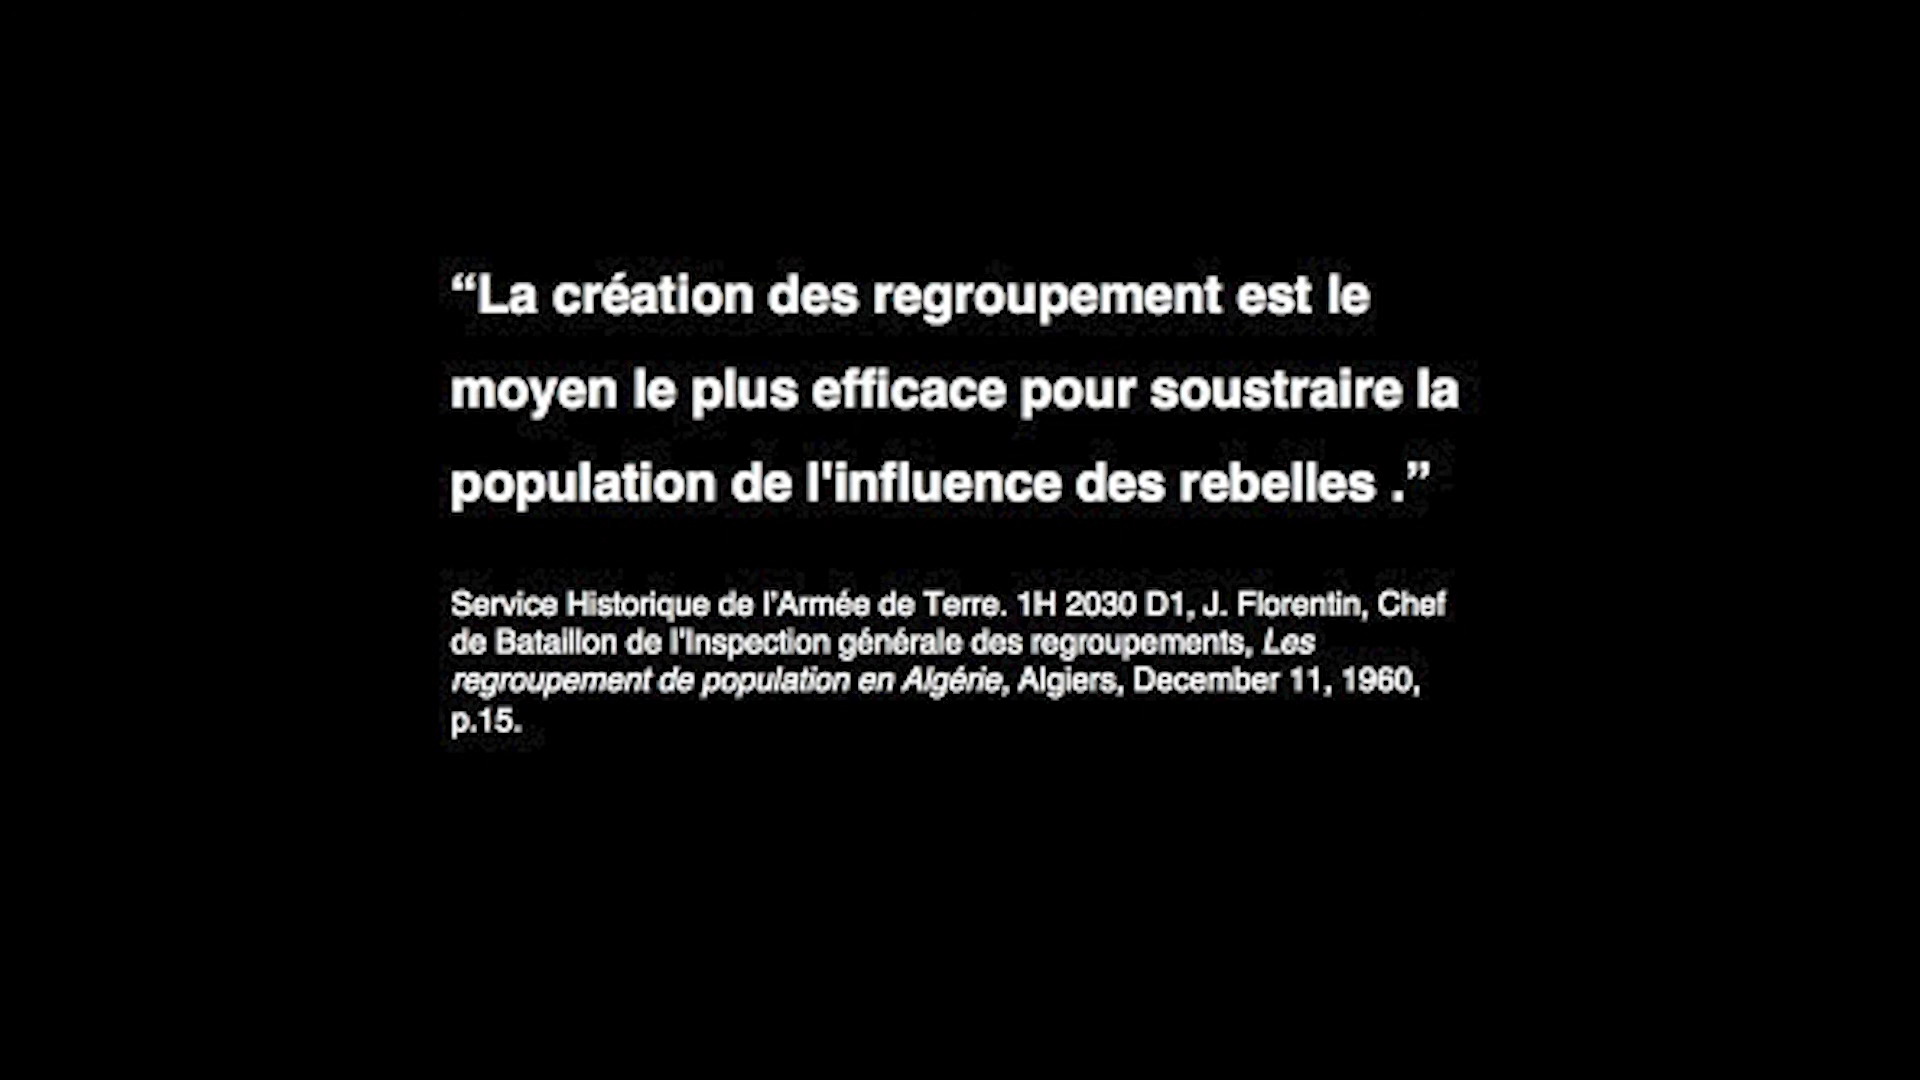 “La création des regroupement est le
moyen le plus efficace pour soustraire la
population de l'influence des rebelles .”
Service Historique de l’Armée de Terre. 1H 2030 D1, J. Florentin, Chef
de Bataillon de l’Inspection générale des regroupements, Les
regroupement de population en Algérie, Algiers, December 11, 1960,
p.15.